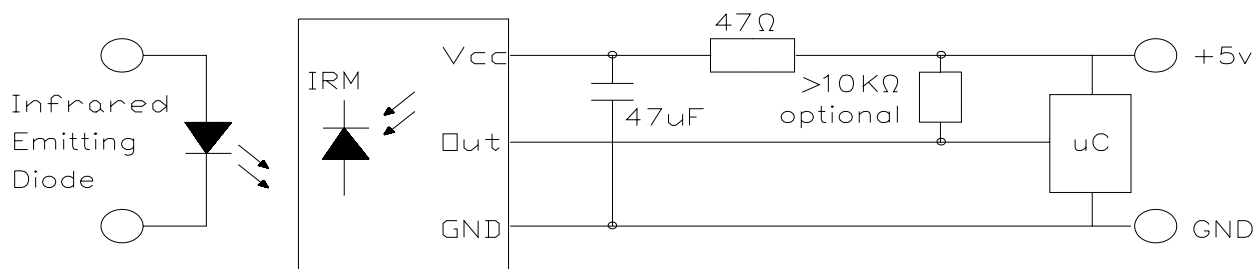 47Ω
Vcc
+5v
IRM
>10KΩ
optional
Infrared
Emitting
Diode
47uF
Out
uC
GND
GND